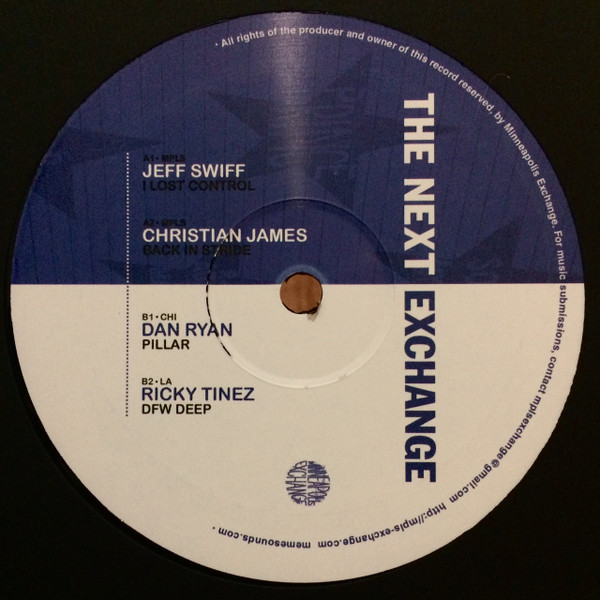 • All rights of the producer and owner of this record reserved, by Minneapolis Exchange. For music submissions, contact mplsexchange@gmail.com http://mpls-exchange.com memesounds.com •
THE NEXT EXCHANGE
A1 • MPLS
JEFF SWIFF
I LOST CONTROL
A2 • MPLS
CHRISTIAN JAMES
BACK IN STRIDE
B1 • CHI
DAN RYAN
PILLAR
B2 • LA
RICKY TINEZ
DFW DEEP
MINNEAPOLIS
EXCHANGE